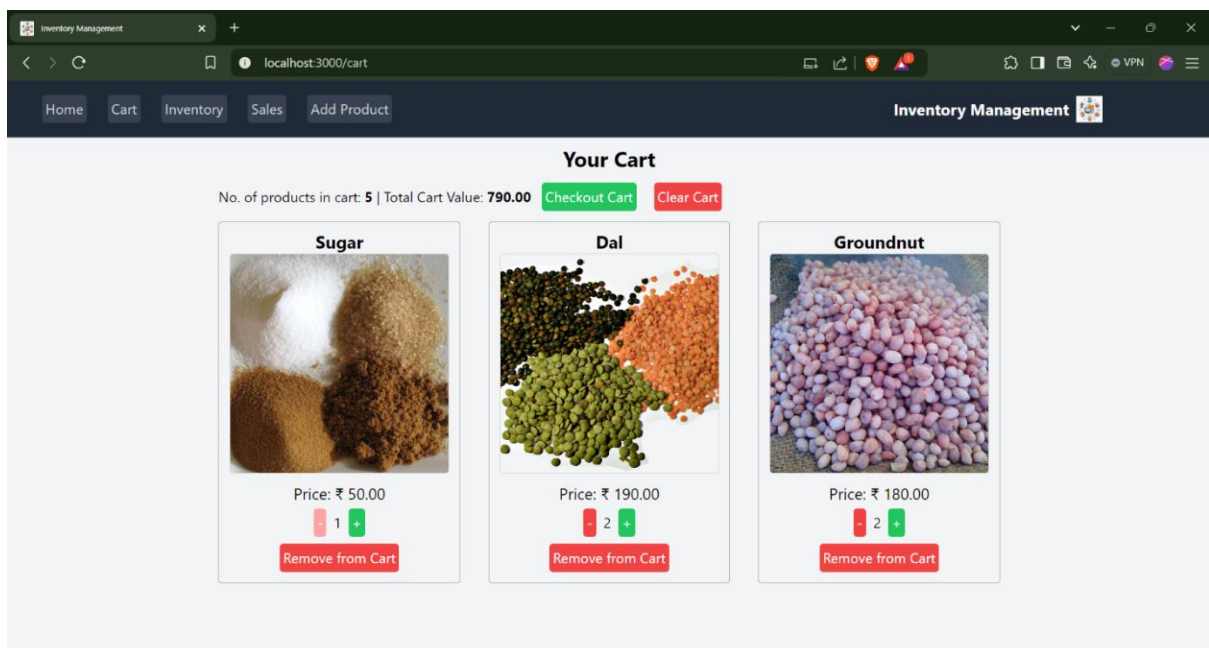 Inventory Management
localhost:3000/cart
VPN
Home Cart Inventory Sales Add Product Inventory Management
Your Cart
No. of products in cart: 5 | Total Cart Value: 790.00 Checkout Cart Clear Cart
Sugar Dal Groundnut
Price: ₹ 50.00 Price: ₹ 190.00 Price: ₹ 180.00
- 1 + - 2 + - 2 +
Remove from Cart Remove from Cart Remove from Cart